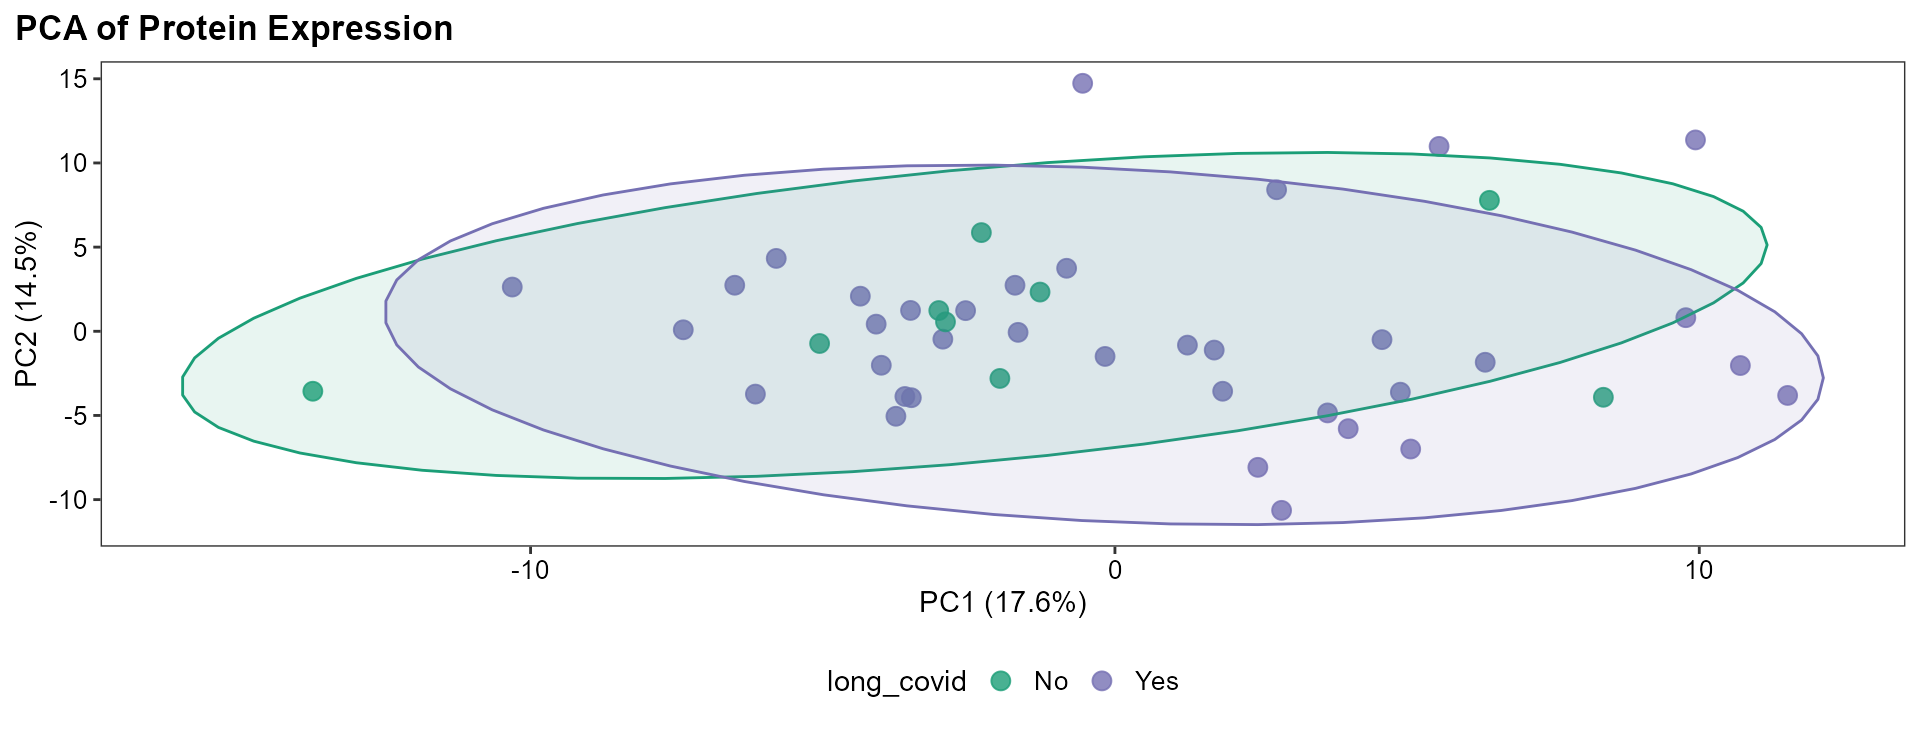 PCA of Protein Expression
15
10
5
0
-5
-10
PC2 (14.5%)
-10 0 10
PC1 (17.6%)
long_covid No Yes